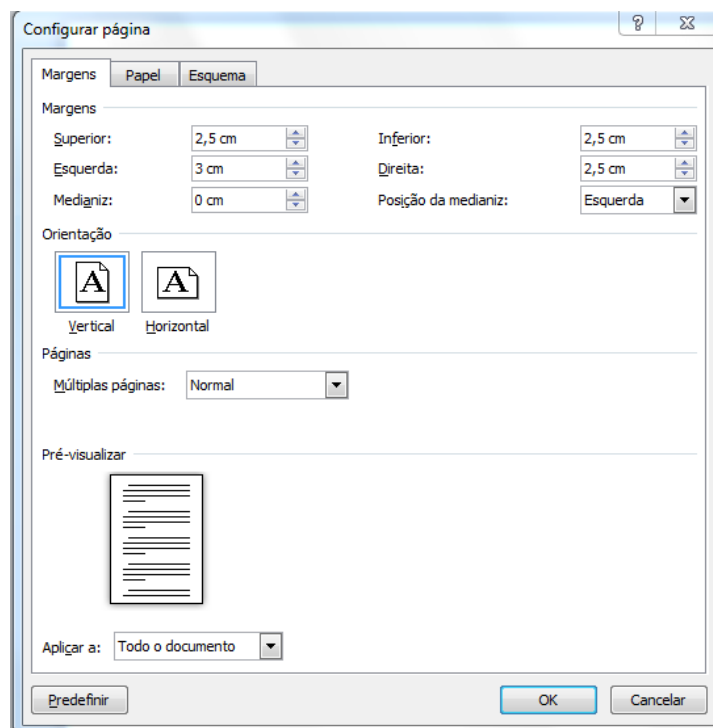 Configurar página
Margens Papel Esquema
Margens
Superior: 2,5 cm Inferior: 2,5 cm
Esquerda: 3 cm Direita: 2,5 cm
Medianiz: 0 cm Posição da medianiz: Esquerda
Orientação
A A
Vertical Horizontal
Páginas
Múltiplas páginas: Normal
Pré-visualizar
Aplicar a: Todo o documento
Predefinir OK Cancelar